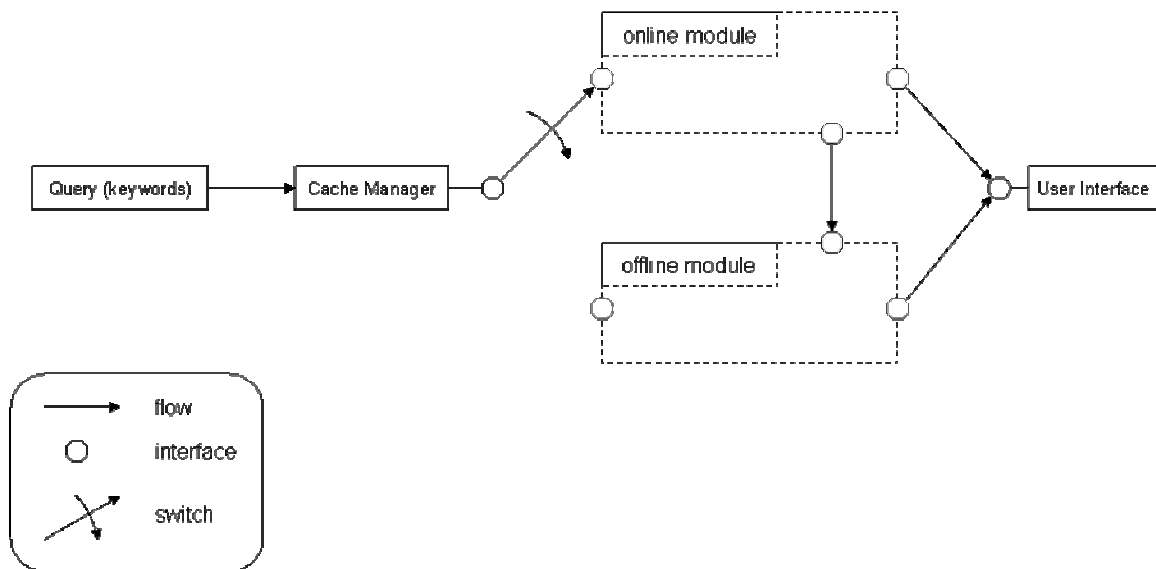 online module
Query (keywords)
Cache Manager
User Interface
offline module
flow
interface
switch